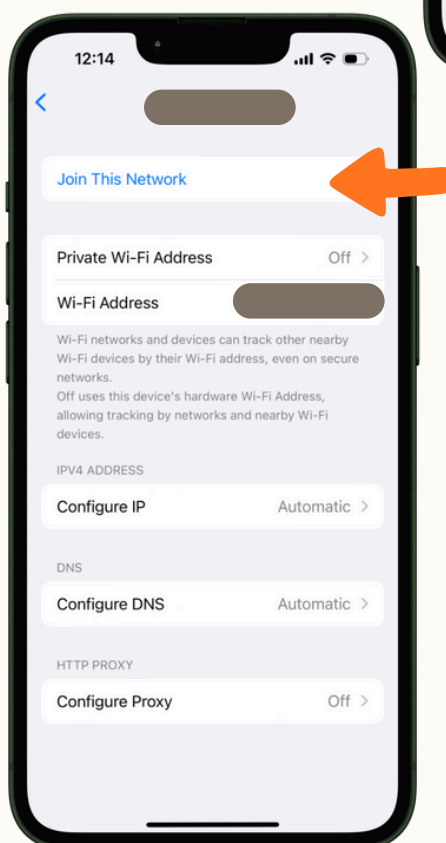 12:14
Join This Network
Private Wi-Fi Address Off
Wi-Fi Address
Wi-Fi networks and devices can track other nearby
Wi-Fi devices by their Wi-Fi address, even on secure
networks.
Off uses this device's hardware Wi-Fi Address,
allowing tracking by networks and nearby Wi-Fi
devices.
IPV4 ADDRESS
Configure IP Automatic
DNS
Configure DNS Automatic
HTTP PROXY
Configure Proxy Off